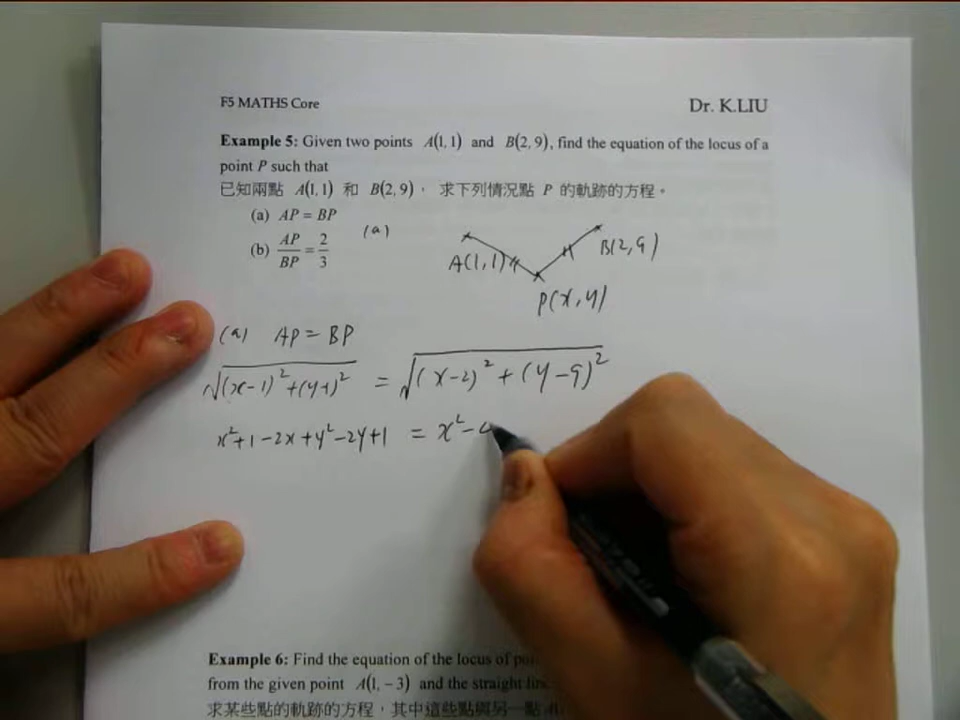 F5 MATHS Core Dr. K.LIU
Example 5: Given two points A(1,1) and B(2,9), find the equation of the locus of a
point P such that
已知兩點 A(1,1) 和 B(2,9), 求下列情況點 P 的軌跡的方程。
(a) AP = BP
(b) AP/BP = 2/3
(a)
A(1,1)
B(2,9)
P(x,y)
(a) AP = BP
√(x-1)²+(y-1)² = √(x-2)²+(y-9)²
x²+1-2x+y²-2y+1 = x²-4
Example 6: Find the equation of the locus of
from the given point A(1,-3) and the straight
求某些點的軌跡的方程，其中這些點與另一點